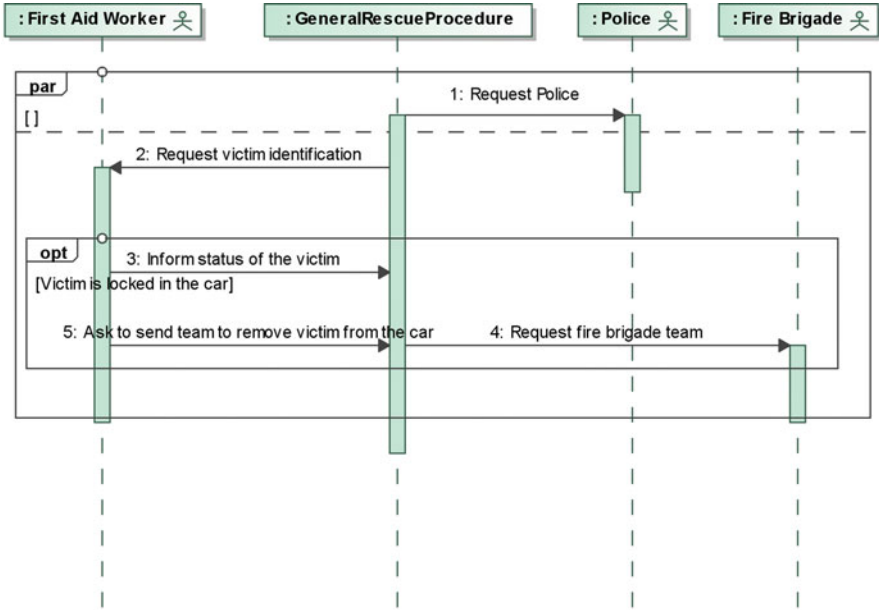 : First Aid Worker
: GeneralRescueProcedure
: Police
: Fire Brigade
par
1: Request Police
[ ]
2: Request victim identification
opt
3: Inform status of the victim
[Victim is locked in the car]
5: Ask to send team to remove victim from the car
4: Request fire brigade team